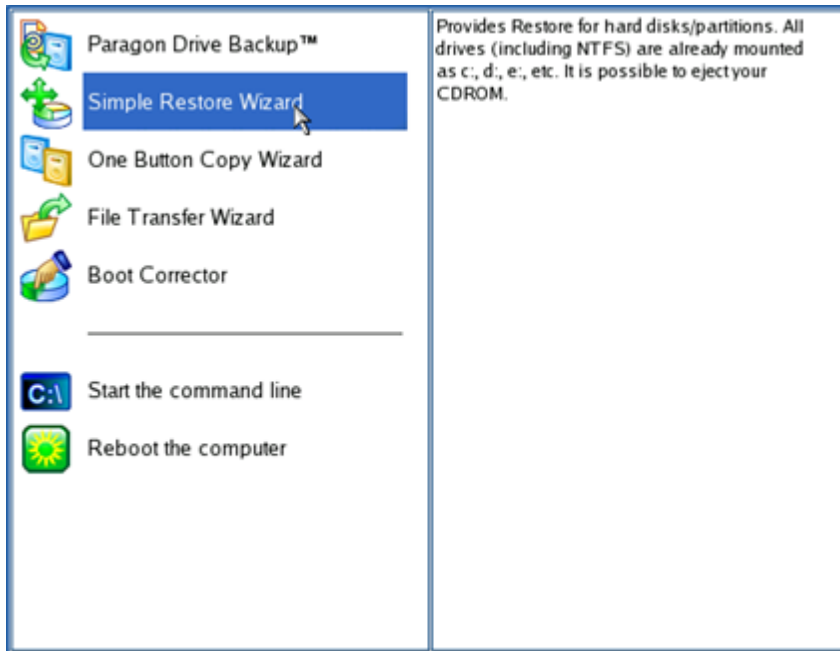 Paragon Drive Backup™
Simple Restore Wizard
One Button Copy Wizard
File Transfer Wizard
Boot Corrector
C:\
Start the command line
Reboot the computer
Provides Restore for hard disks/partitions. All
drives (including NTFS) are already mounted
as c:, d:, e:, etc. It is possible to eject your
CDROM.